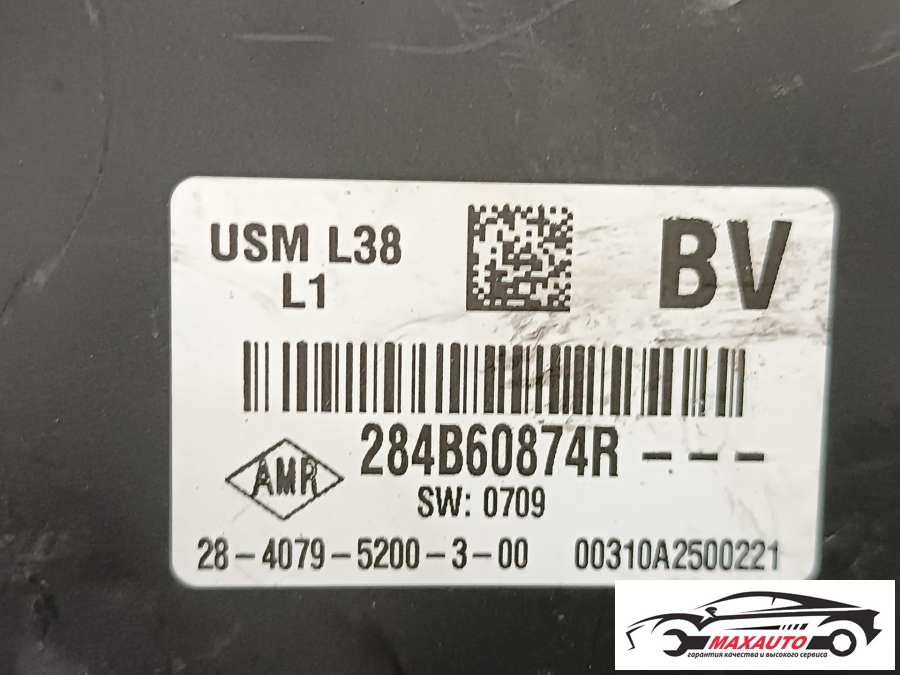 USM L38
L1
BV
284B60874R - - -
AMR
SW: 0709
28-4079-5200-3-00 00310A2500221
MAXAUTO
гарантия качества и высокого сервиса